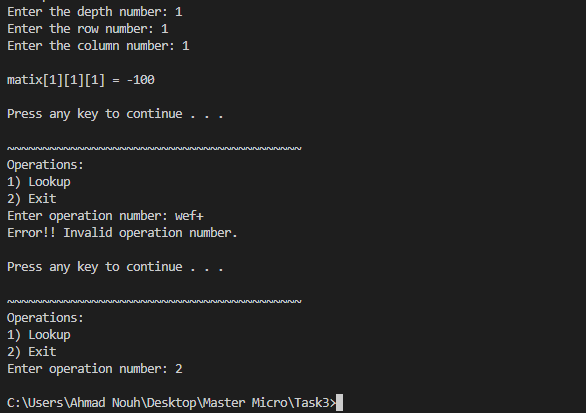 Enter the depth number: 1
Enter the row number: 1
Enter the column number: 1
matix[1][1][1] = -100
Press any key to continue . . .
~~~~~~~~~~~~~~~~~~~~~~~~~~~~~~~~~~~~~~~~~~
Operations:
1) Lookup
2) Exit
Enter operation number: wef+
Error!! Invalid operation number.
Press any key to continue . . .
~~~~~~~~~~~~~~~~~~~~~~~~~~~~~~~~~~~~~~~~~~
Operations:
1) Lookup
2) Exit
Enter operation number: 2
C:\Users\Ahmad Nouh\Desktop\Master Micro\Task3>